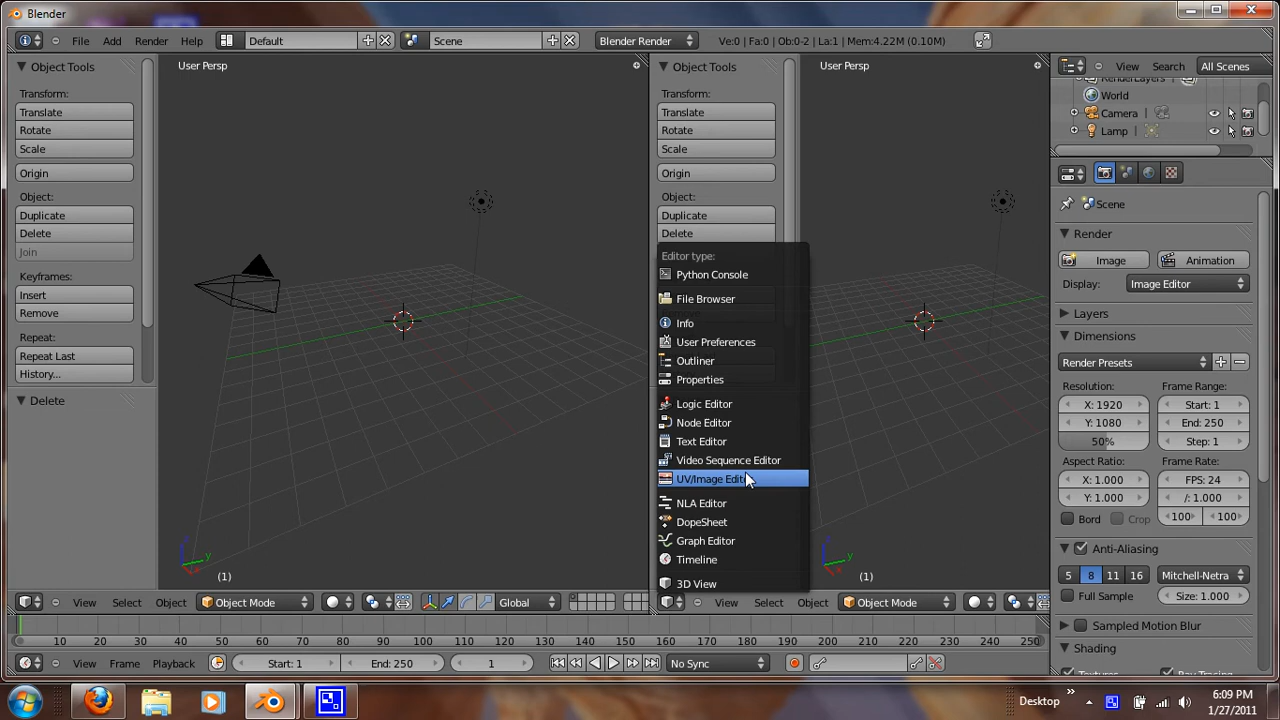 Blender
File Add Render Help Default Scene Blender Render Ve:0 | Fa:0 | Ob:0-2 | La:1 | Mem:4.22M (0.10M)
Object Tools
Transform:
Translate
Rotate
Scale
Origin
Object:
Duplicate
Delete
Join
Keyframes:
Insert
Remove
Repeat:
Repeat Last
History...
Delete
User Persp
(1)
View Select Object Object Mode Global
Object Tools
Transform:
Translate
Rotate
Scale
Origin
Object:
Duplicate
Delete
Editor type:
Python Console
File Browser
Info
User Preferences
Outliner
Properties
Logic Editor
Node Editor
Text Editor
Video Sequence Editor
UV/Image Edit
NLA Editor
DopeSheet
Graph Editor
Timeline
3D View
User Persp
(1)
View Select Object Object Mode
View Search All Scenes
RenderLayers
World
Camera
Lamp
Scene
Render
Image Animation
Display: Image Editor
Layers
Dimensions
Render Presets
Resolution: Frame Range:
X: 1920 Start: 1
Y: 1080 End: 250
50% Step: 1
Aspect Ratio: Frame Rate:
X: 1.000 FPS: 24
Y: 1.000 /: 1.000
Bord Crop 100 100
Anti-Aliasing
5 8 11 16 Mitchell-Netra
Full Sample Size: 1.000
Sampled Motion Blur
Shading
Textures Ray Tracing
10 20 30 40 50 60 70 80 90 100 110 120 130 140 150 160 170 180 190 200 210 220 230 240 250
View Frame Playback Start: 1 End: 250 1 No Sync
Desktop
6:09 PM
1/27/2011